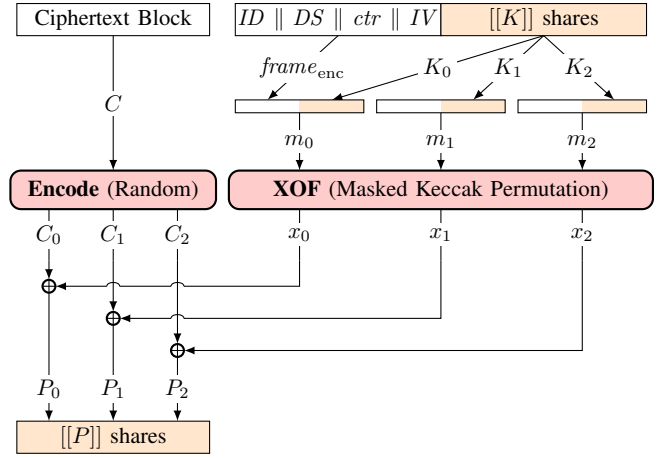 Ciphertext Block
ID ∥ DS ∥ ctr ∥ IV
[[K]] shares
frame_enc
K_0
K_1
K_2
C
m_0
m_1
m_2
Encode (Random)
XOF (Masked Keccak Permutation)
C_0
C_1
C_2
x_0
x_1
x_2
P_0
P_1
P_2
[[P]] shares